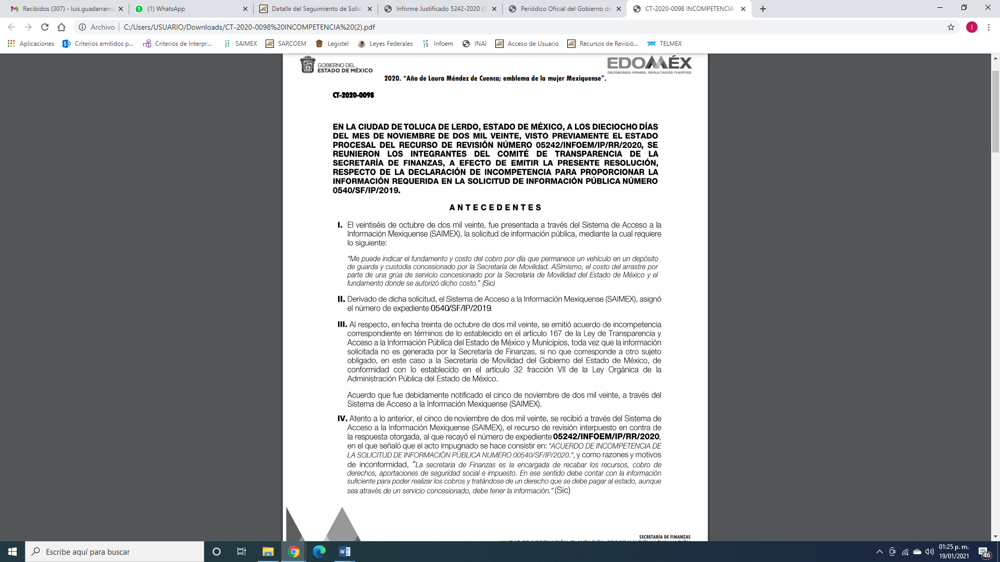 Recibidos (307) - luis.guadarrama
(1) WhatsApp
Detalle del Seguimiento de Solici
Informe Justificado 5242-2020 (1
Periódico Oficial del Gobierno de
CT-2020-0098 INCOMPETENCIA
Archivo
C:/Users/USUARIO/Downloads/CT-2020-0098%20INCOMPETENCIA%20(2).pdf
I
Aplicaciones
Criterios emitidos p...
Criterios de Interpr...
SAIMEX
SARCOEM
Legistel
Leyes Federales
Infoem
INAI
Acceso de Usuario
Recursos de Revisió...
TELMEX
GOBIERNO DEL
ESTADO DE MÉXICO
EDOMÉX
DECISIONES FIRMES, RESULTADOS FUERTES.
2020. “Año de Laura Méndez de Cuenca; emblema de la mujer Mexiquense”.
CT-2020-0098
EN LA CIUDAD DE TOLUCA DE LERDO, ESTADO DE MÉXICO, A LOS DIECIOCHO DÍAS
DEL MES DE NOVIEMBRE DE DOS MIL VEINTE, VISTO PREVIAMENTE EL ESTADO
PROCESAL DEL RECURSO DE REVISIÓN NÚMERO 05242/INFOEM/IP/RR/2020, SE
REUNIERON LOS INTEGRANTES DEL COMITÉ DE TRANSPARENCIA DE LA
SECRETARÍA DE FINANZAS, A EFECTO DE EMITIR LA PRESENTE RESOLUCIÓN,
RESPECTO DE LA DECLARACIÓN DE INCOMPETENCIA PARA PROPORCIONAR LA
INFORMACIÓN REQUERIDA EN LA SOLICITUD DE INFORMACIÓN PÚBLICA NÚMERO
0540/SF/IP/2019.
A N T E C E D E N T E S
I. El veintiséis de octubre de dos mil veinte, fue presentada a través del Sistema de Acceso a la
Información Mexiquense (SAIMEX), la solicitud de información pública, mediante la cual requiere
lo siguiente:
“Me puede indicar el fundamento y costo del cobro por día que permanece un vehículo en un depósito
de guarda y custodia concesionado por la Secretaría de Movilidad. ASimismo, el costo del arrastre por
parte de una grúa de servicio concesionado por la Secretaria de Movilidad del Estado de México y el
fundamento donde se autorizó dicho costo.” (Sic)
II. Derivado de dicha solicitud, el Sistema de Acceso a la Información Mexiquense (SAIMEX), asignó
el número de expediente 0540/SF/IP/2019.
III. Al respecto, en fecha treinta de octubre de dos mil veinte, se emitió acuerdo de incompetencia
correspondiente en términos de lo establecido en el artículo 167 de la Ley de Transparencia y
Acceso a la Información Pública del Estado de México y Municipios, toda vez que la información
solicitada no es generada por la Secretaría de Finanzas, si no que corresponde a otro sujeto
obligado, en este caso a la Secretaría de Movilidad del Gobierno del Estado de México, de
conformidad con lo establecido en el artículo 32 fracción VII de la Ley Orgánica de la
Administración Pública del Estado de México.
Acuerdo que fue debidamente notificado el cinco de noviembre de dos mil veinte, a través del
Sistema de Acceso a la Información Mexiquense (SAIMEX).
IV. Atento a lo anterior, el cinco de noviembre de dos mil veinte, se recibió a través del Sistema de
Acceso a la Información Mexiquense (SAIMEX), el recurso de revisión interpuesto en contra de
la respuesta otorgada, al que recayó el número de expediente 05242/INFOEM/IP/RR/2020,
en el que señaló que el acto impugnado se hace consistir en: “ACUERDO DE INCOMPETENCIA DE
LA SOLICITUD DE INFORMACIÒN PÙBLICA NUMERO 00540/SF/IP/2020.”, y como razones y motivos
de inconformidad, “La secretaria de Finanzas es la encargada de recabar los recursos, cobro de
derechos, aportaciones de seguridad social e impuesto. En ese sentido debe contar con la informaciòn
suficiente para poder realizar los cobros y tratándose de un derecho que se debe pagar al estado, aunque
sea atravès de un servicio concesionado, debe tener la informaciòn.” (Sic)
SECRETARÍA DE FINANZAS
UNIDAD DE INFORMACIÓN, PLANEACIÓN, PROGRAMACIÓN Y EVALUACIÓN
Escribe aquí para buscar
01:25 p. m.
19/01/2021
46